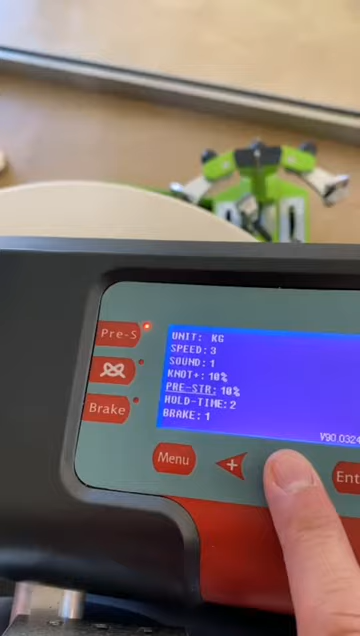 Pre-S
Brake
UNIT: KG
SPEED: 3
SOUND: 1
KNOT+: 10%
PRE-STR: 10%
HOLD-TIME: 2
BRAKE: 1
V90.0324
Menu
+
Ent